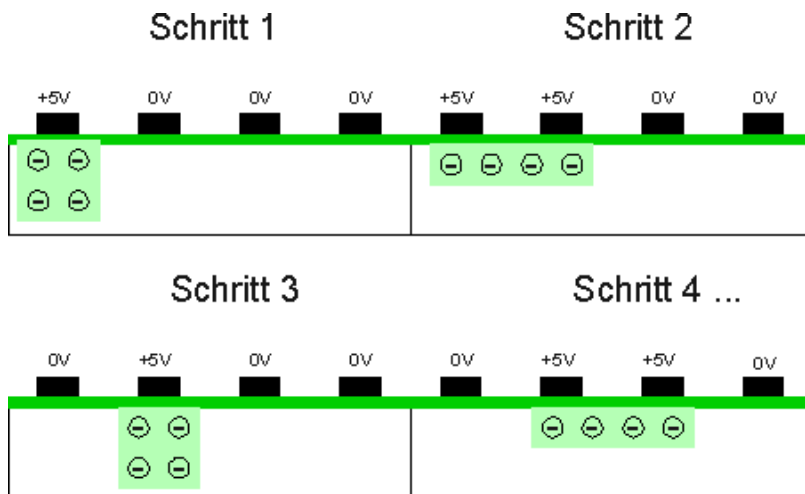 Schritt 1 Schritt 2
+5V 0V 0V 0V +5V +5V 0V 0V
Schritt 3 Schritt 4 ...
0V +5V 0V 0V 0V +5V +5V 0V